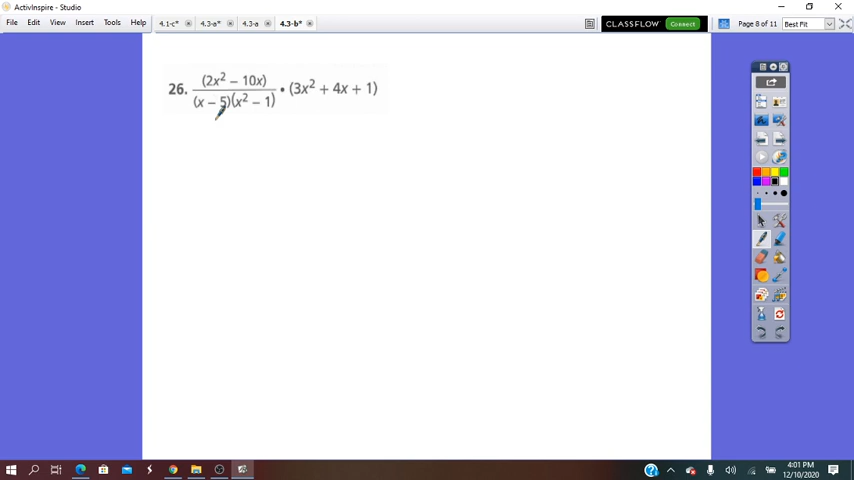 ActivInspire - Studio
File Edit View Insert Tools Help
4.1-c* 4.3-a* 4.3-a 4.3-b*
CLASSFLOW Connect
Page 8 of 11 Best Fit
26. (2x² − 10x) / (x − 5)(x² − 1) • (3x² + 4x + 1)
4:01 PM
12/10/2020